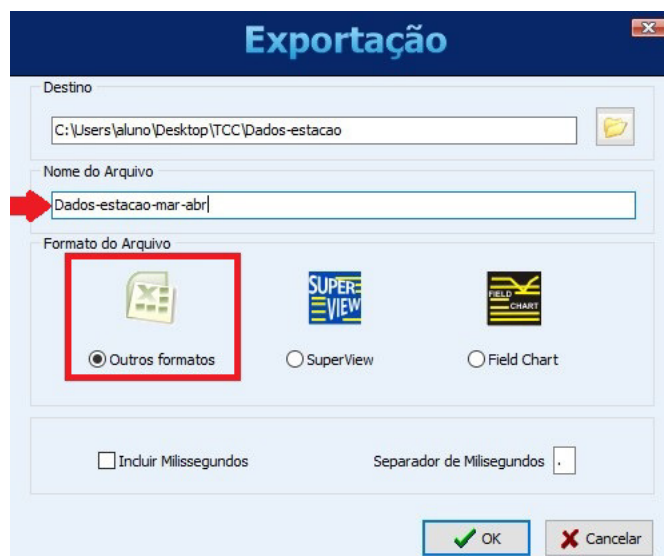 Exportação
Destino
C:\Users\aluno\Desktop\TCC\Dados-estacao
Nome do Arquivo
Dados-estacao-mar-abr
Formato do Arquivo
SUPER VIEW
FIELD CHART
Outros formatos
SuperView
Field Chart
Incluir Milissegundos
Separador de Milisegundos .
OK
Cancelar